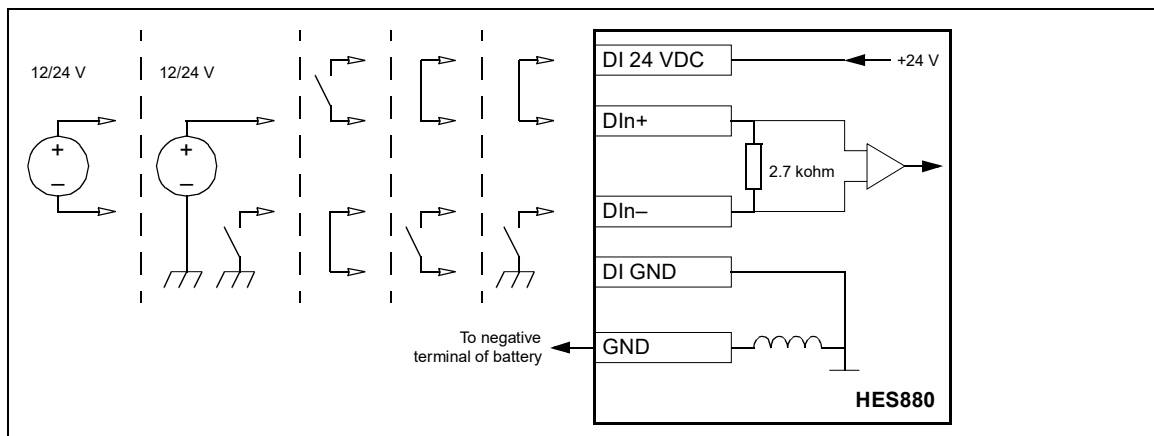 12/24 V
12/24 V
DI 24 VDC
+24 V
DIn+
2.7 kohm
DIn–
DI GND
To negative
terminal of battery
GND
HES880